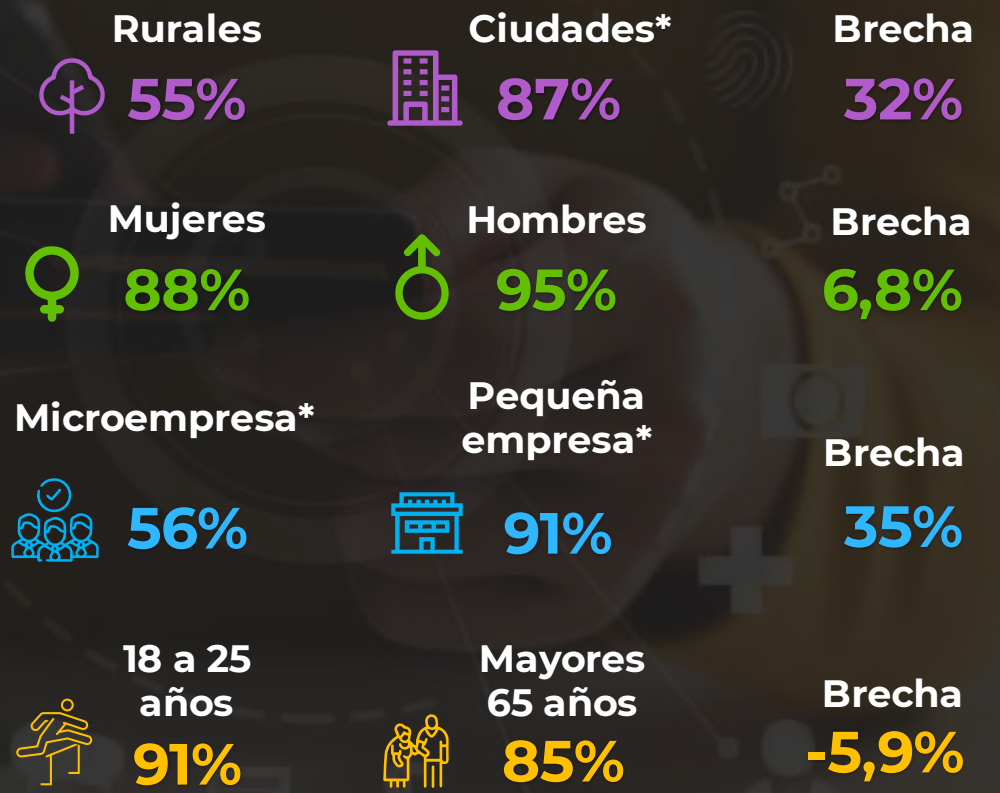 Rurales
Ciudades*
Brecha
55%
87%
32%
Mujeres
Hombres
Brecha
88%
95%
6,8%
Microempresa*
Pequeña
empresa*
Brecha
56%
91%
35%
18 a 25
años
Mayores
65 años
Brecha
91%
85%
-5,9%